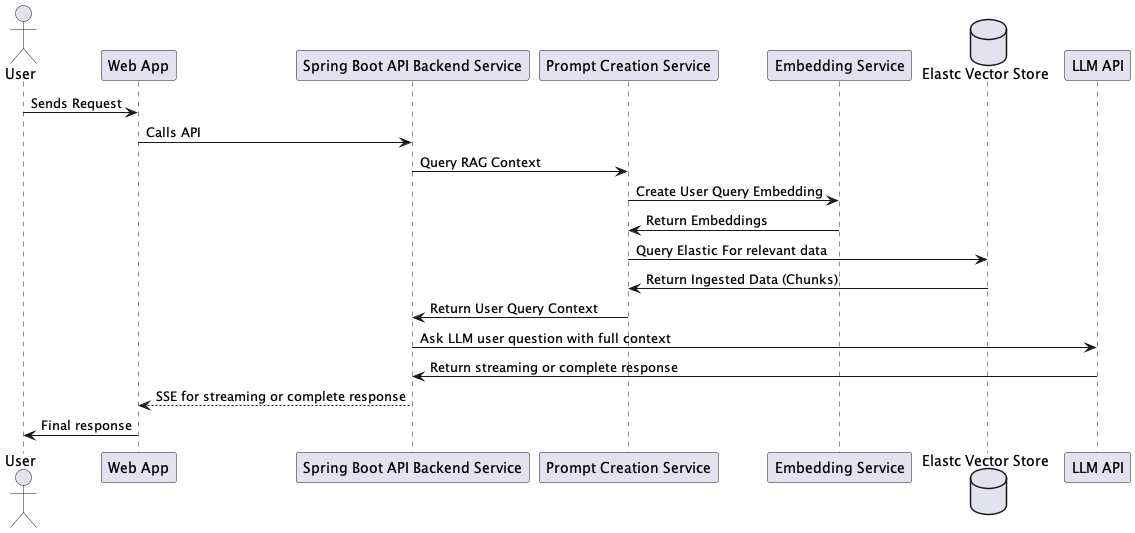 User
Web App
Spring Boot API Backend Service
Prompt Creation Service
Embedding Service
Elastc Vector Store
LLM API
Sends Request
Calls API
Query RAG Context
Create User Query Embedding
Return Embeddings
Query Elastic For relevant data
Return Ingested Data (Chunks)
Return User Query Context
Ask LLM user question with full context
Return streaming or complete response
SSE for streaming or complete response
Final response
User
Web App
Spring Boot API Backend Service
Prompt Creation Service
Embedding Service
Elastc Vector Store
LLM API